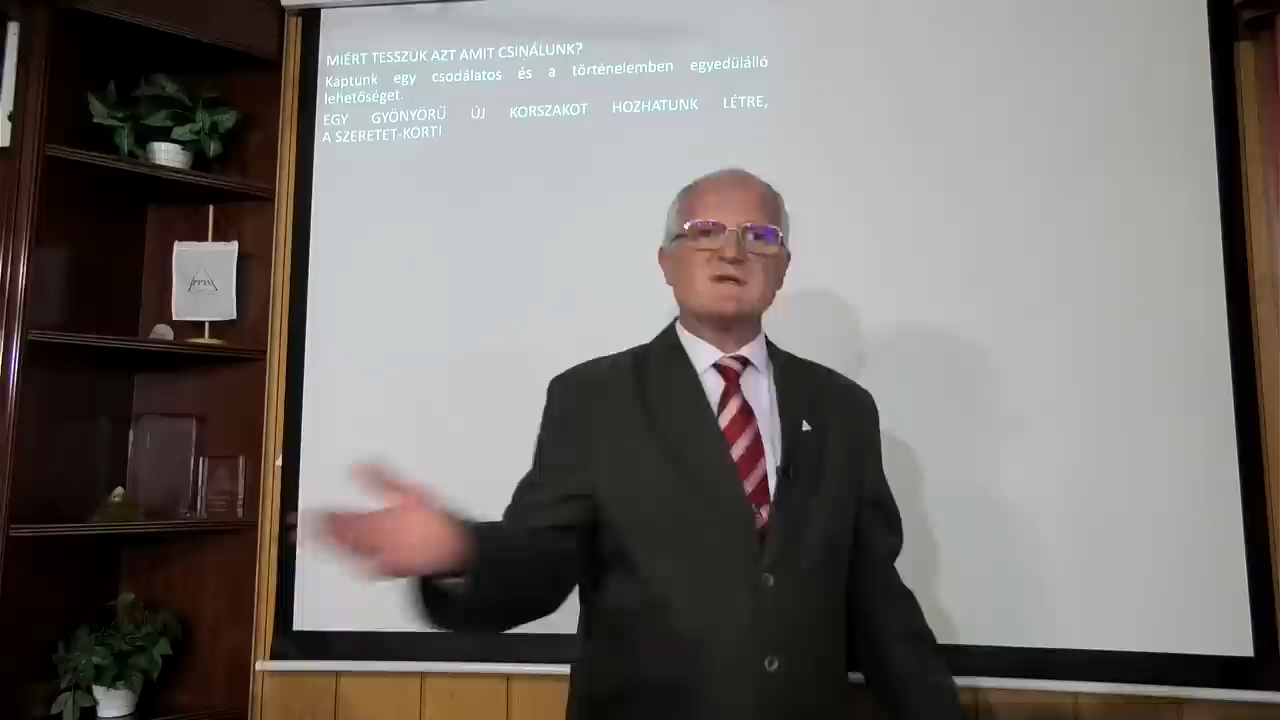 MIÉRT TESSZÜK AZT AMIT CSINÁLUNK?
Kaptunk egy csodálatos és a történelemben egyedülálló
lehetőséget.
EGY GYÖNYÖRŰ ÚJ KORSZAKOT HOZHATUNK LÉTRE,
A SZERETET-KORT!